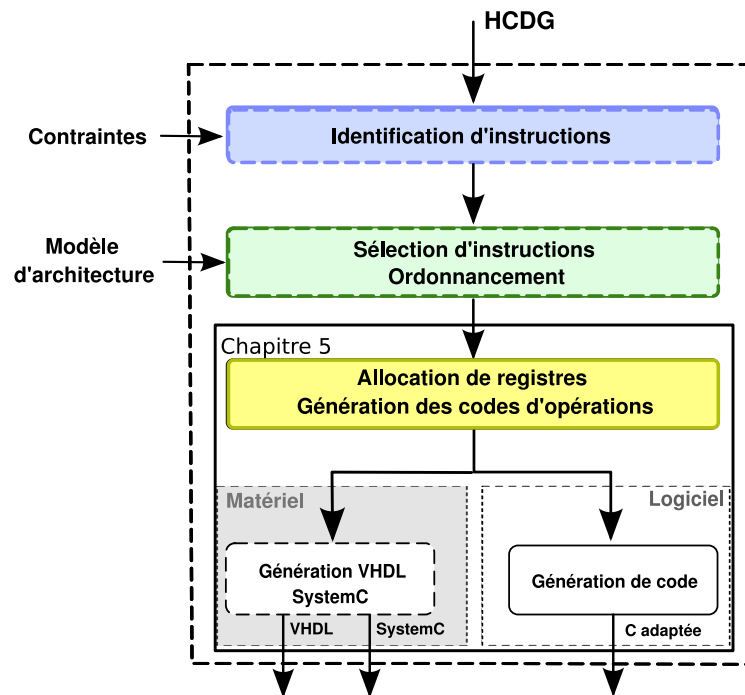 HCDG
Contraintes
Identification d'instructions
Modèle
d'architecture
Sélection d'instructions
Ordonnancement
Chapitre 5
Allocation de registres
Génération des codes d'opérations
Matériel
Logiciel
Génération VHDL
SystemC
Génération de code
VHDL
SystemC
C adaptée